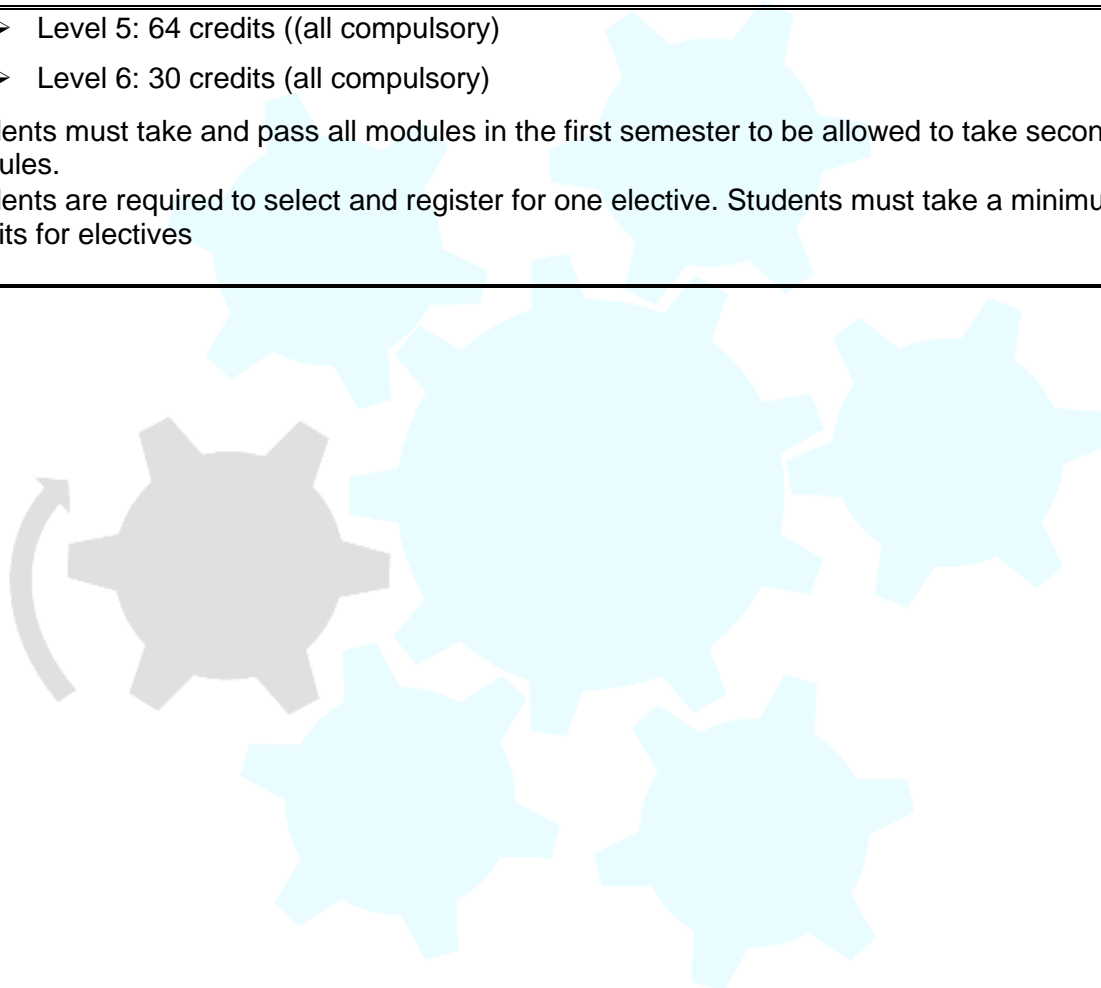 Level 5: 64 credits ((all compulsory)
Level 6: 30 credits (all compulsory)
ents must take and pass all modules in the first semester to be allowed to take secon
ules.
ents are required to select and register for one elective. Students must take a minimu
its for electives